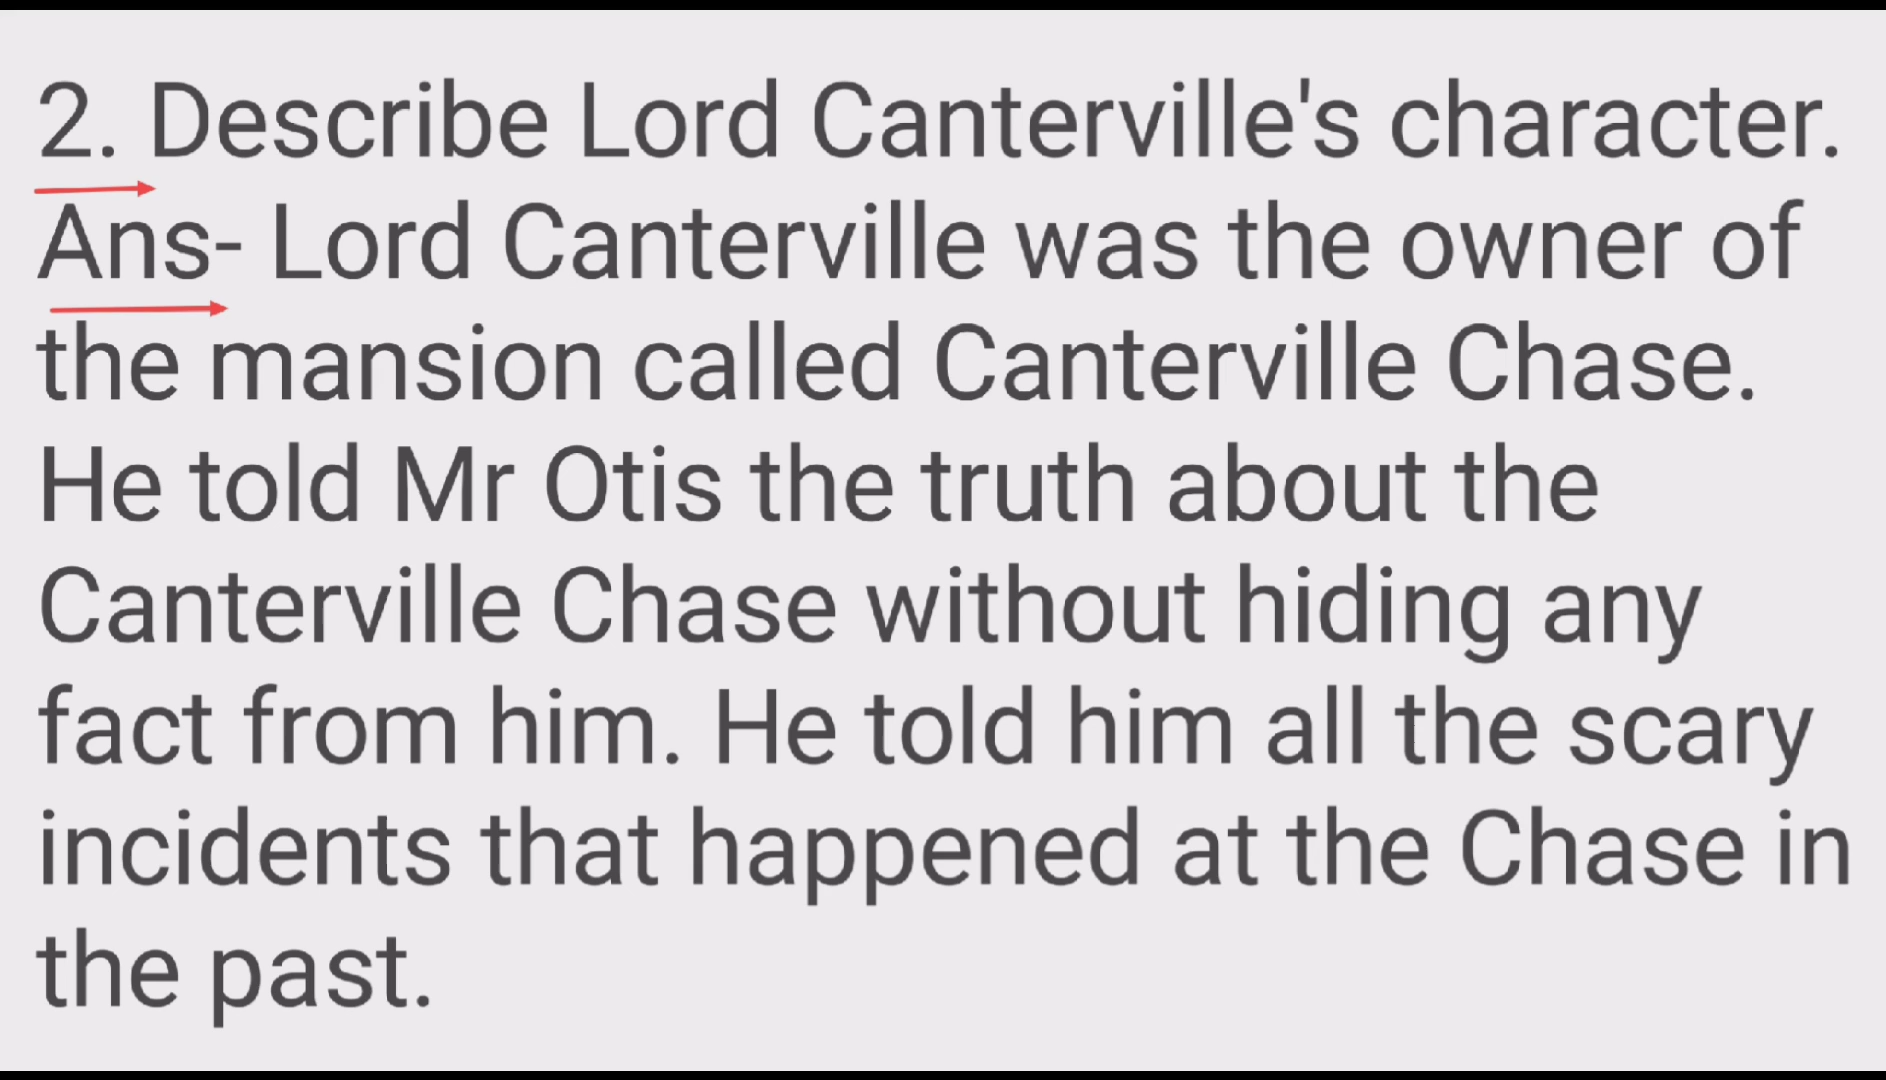 2. Describe Lord Canterville's character.
Ans- Lord Canterville was the owner of
the mansion called Canterville Chase.
He told Mr Otis the truth about the
Canterville Chase without hiding any
fact from him. He told him all the scary
incidents that happened at the Chase in
the past.